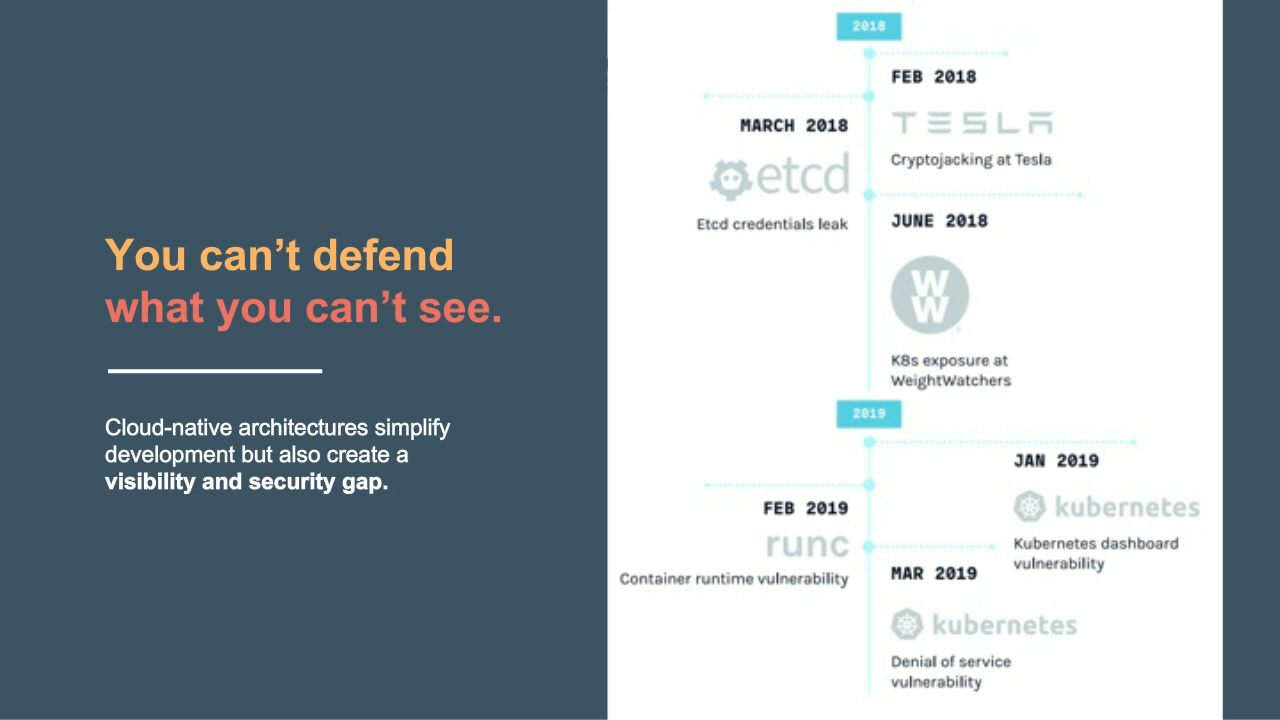 You can’t defend
what you can’t see.
Cloud-native architectures simplify
development but also create a
visibility and security gap.
2018
FEB 2018
TESLA
Cryptojacking at Tesla
MARCH 2018
etcd
Etcd credentials leak
JUNE 2018
W
W
K8s exposure at
WeightWatchers
2019
JAN 2019
kubernetes
Kubernetes dashboard
vulnerability
FEB 2019
runc
Container runtime vulnerability
MAR 2019
kubernetes
Denial of service
vulnerability